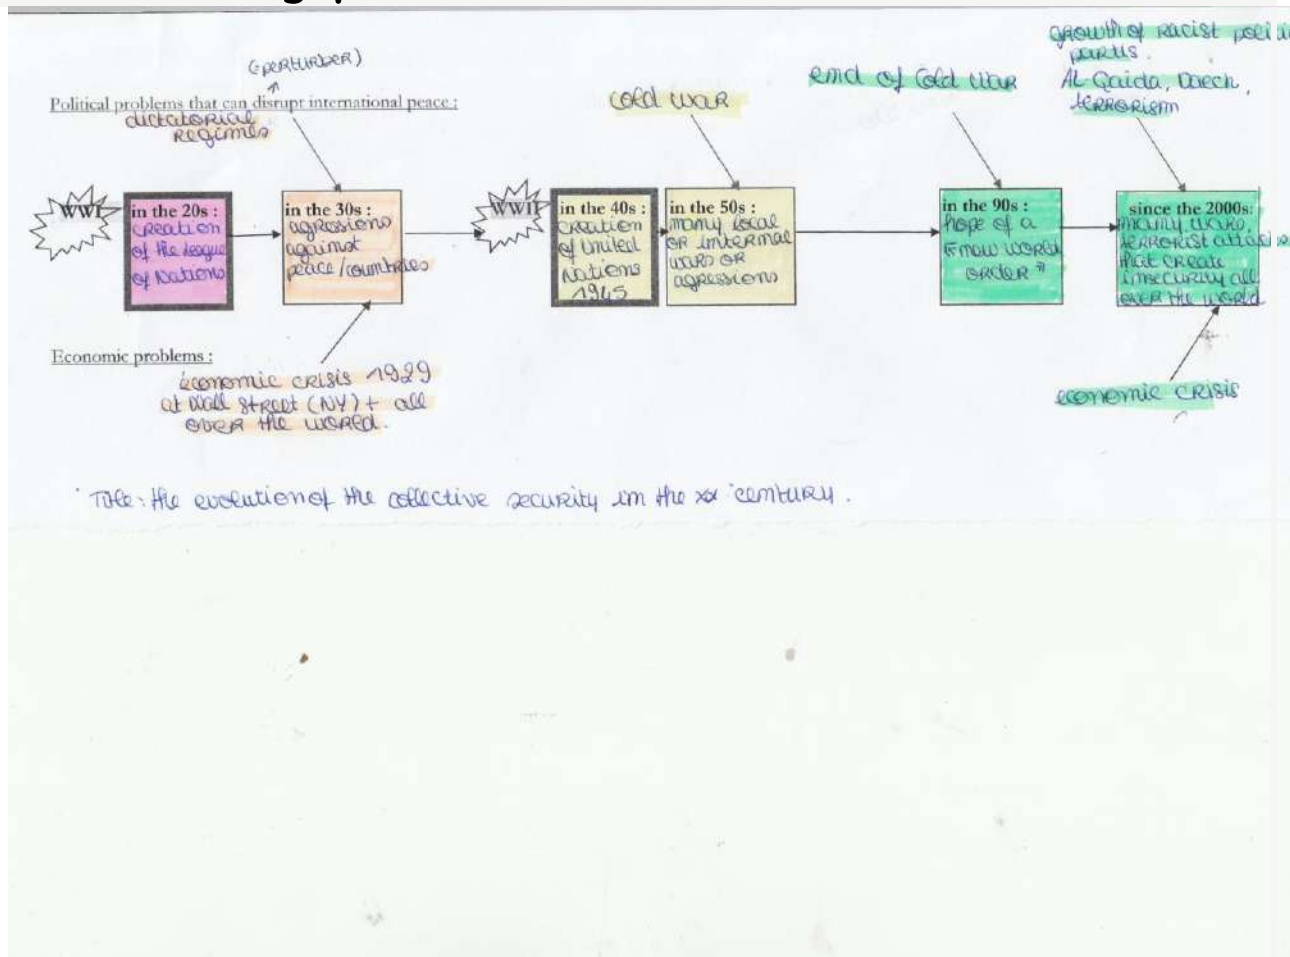 growth of racist politi
partis.
Al Qaida, Daech,
terrorism
(perturber)
end of Cold War
cold war
Political problems that can disrupt international peace :
dictatorial
regimes
WWI
in the 20s :
creation
of the League
of Nations
in the 30s :
agressions
against
peace/countries
WWII
in the 40s :
creation
of United
Nations
1945
in the 50s :
many local
or internal
wars or
agressions
in the 90s :
hope of a
"new world
order"
since the 2000s:
many wars,
terrorist
that create
insecurity all
over the world
Economic problems :
economic crisis 1929
at Wall Street (NY) + all
over the world.
economic crisis
Title: the evolution of the collective security in the xx century.